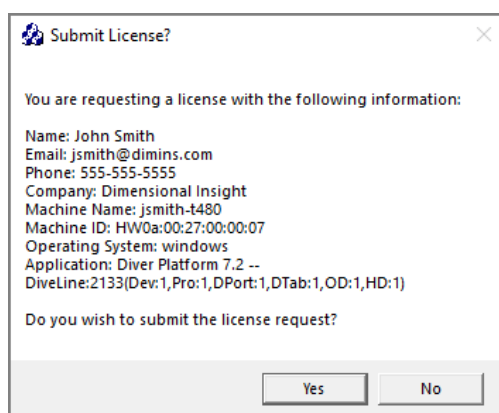 Submit License?
You are requesting a license with the following information:
Name: John Smith
Email: jsmith@dimins.com
Phone: 555-555-5555
Company: Dimensional Insight
Machine Name: jsmith-t480
Machine ID: HW0a:00:27:00:00:07
Operating System: windows
Application: Diver Platform 7.2 --
DiveLine:2133(Dev:1,Pro:1,DPort:1,DTab:1,OD:1,HD:1)
Do you wish to submit the license request?
Yes
No